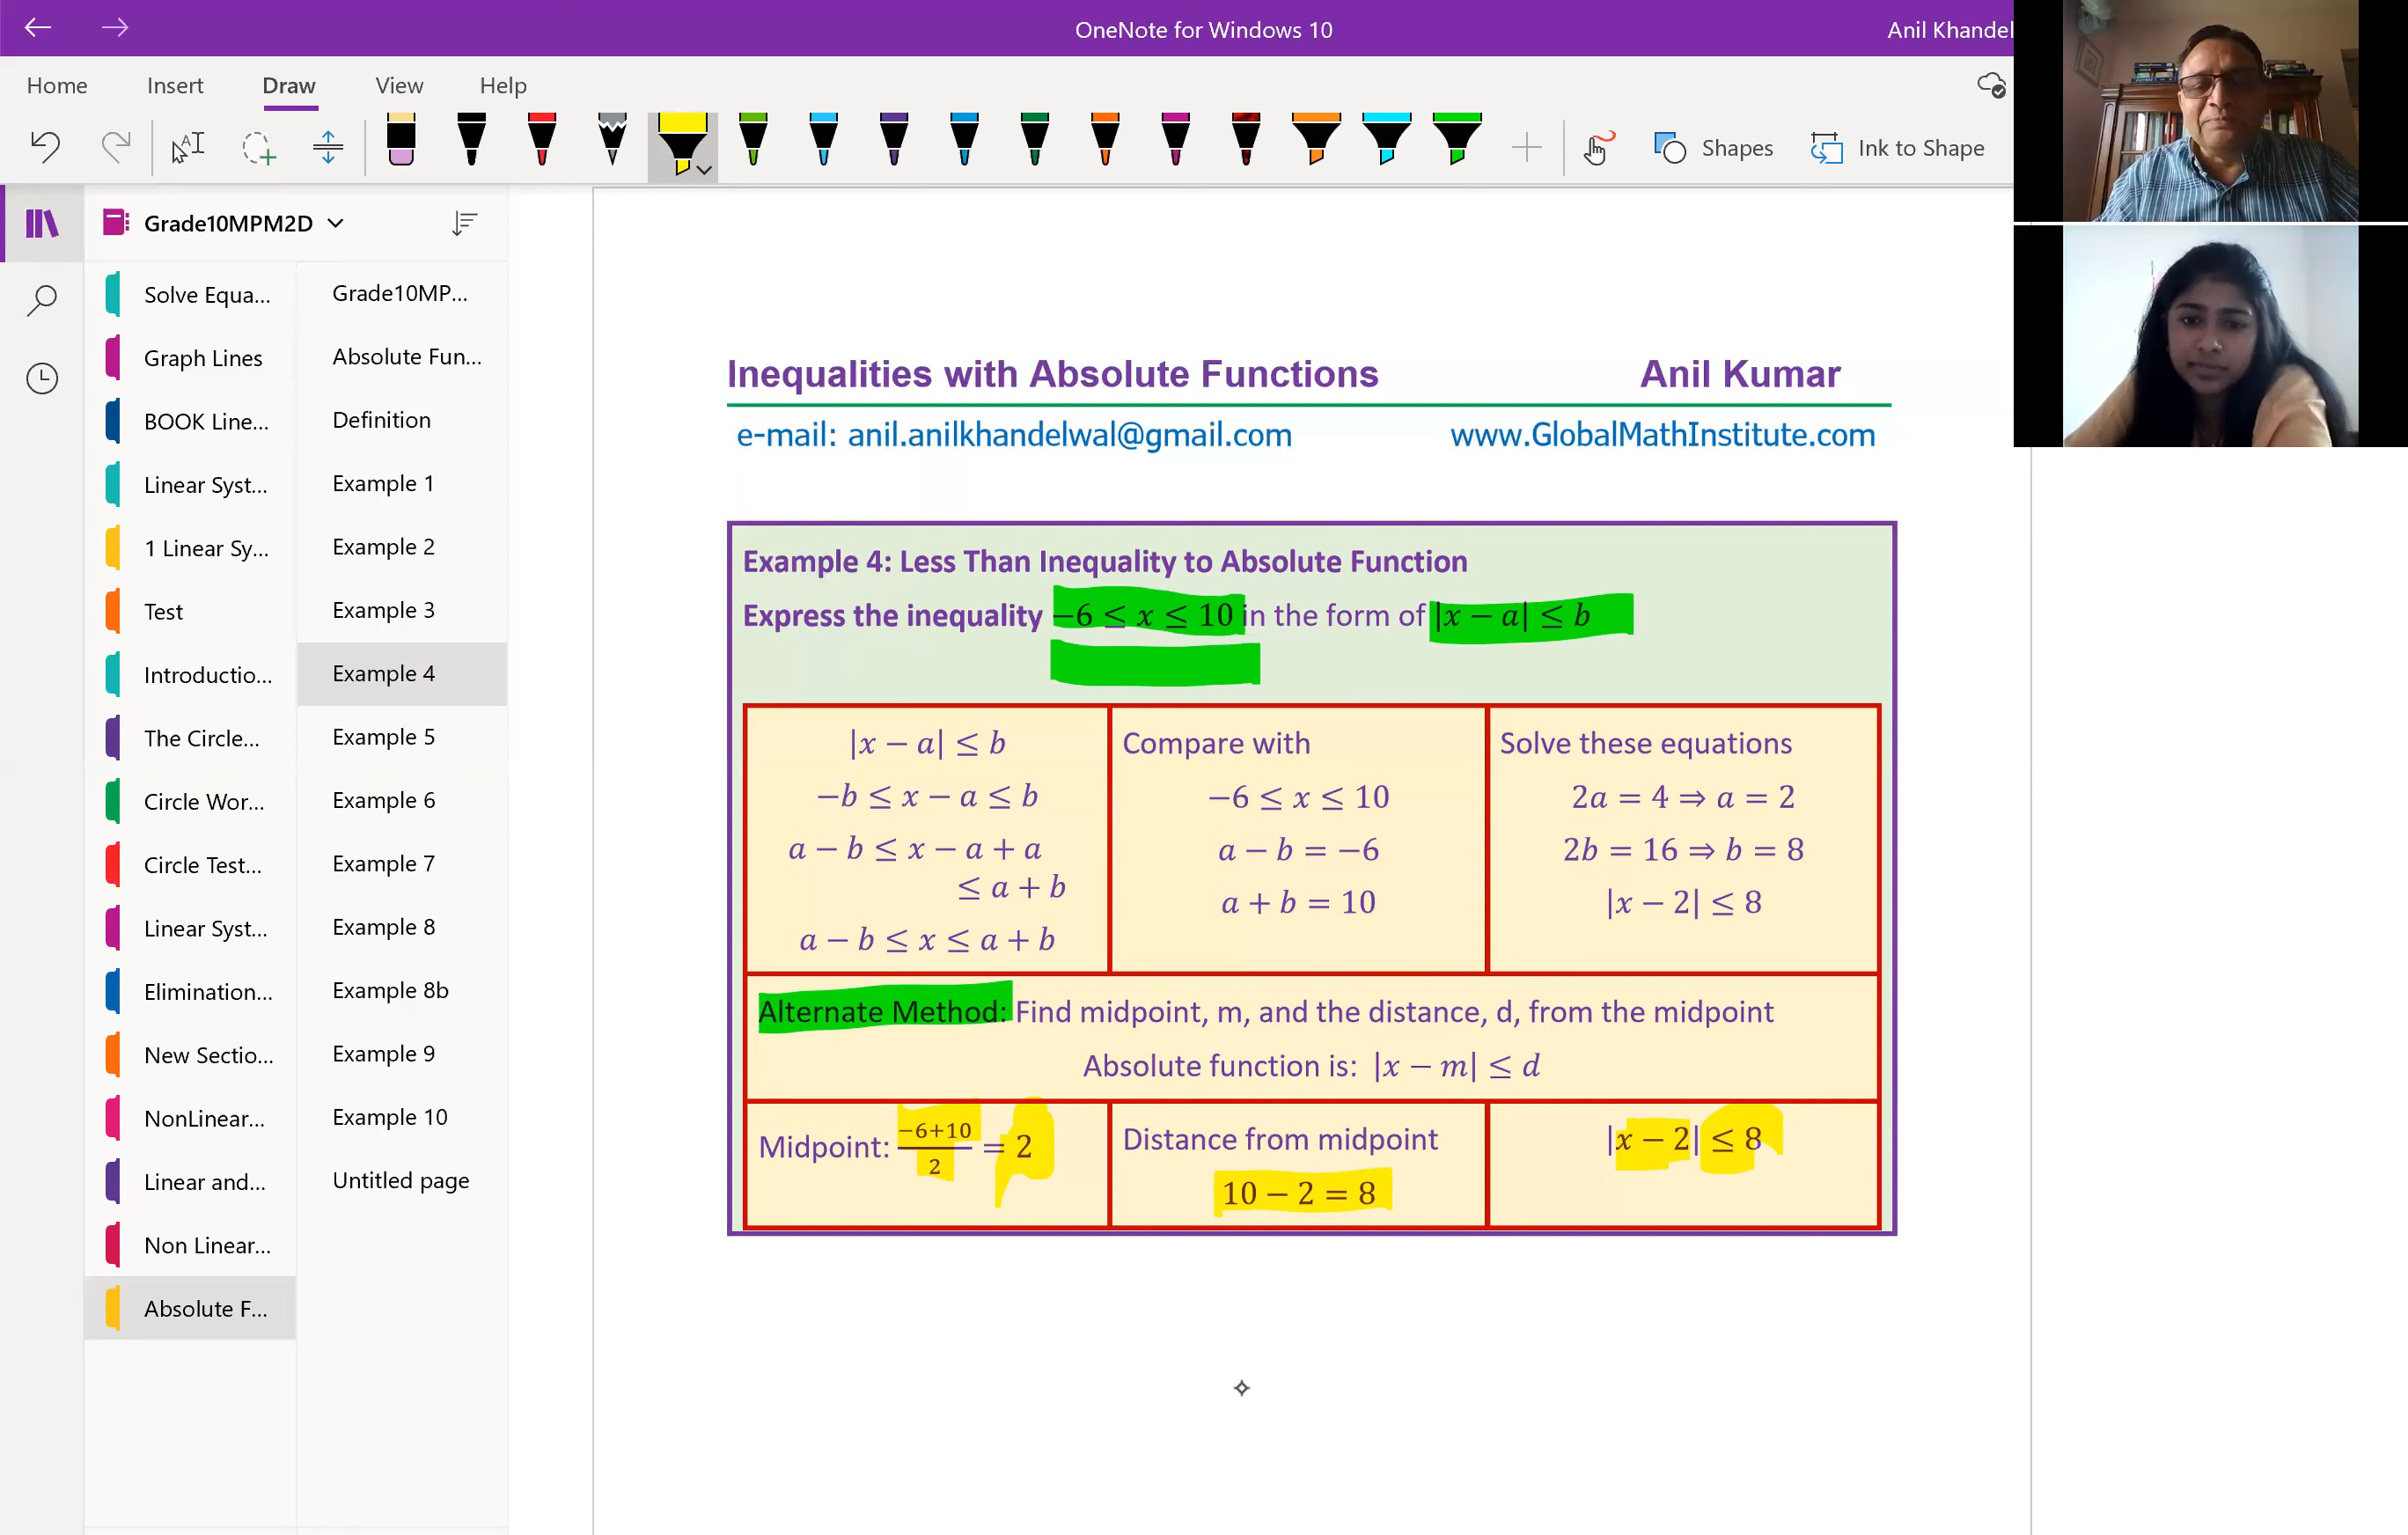 OneNote for Windows 10
Anil Khandel
Home Insert Draw View Help
Shapes Ink to Shape
Grade10MPM2D
Solve Equa...
Graph Lines
BOOK Line...
Linear Syst...
1 Linear Sy...
Test
Introductio...
The Circle...
Circle Wor...
Circle Test...
Linear Syst...
Elimination...
New Sectio...
NonLinear...
Linear and...
Non Linear...
Absolute F...
Grade10MP...
Absolute Fun...
Definition
Example 1
Example 2
Example 3
Example 4
Example 5
Example 6
Example 7
Example 8
Example 8b
Example 9
Example 10
Untitled page
Inequalities with Absolute Functions Anil Kumar
e-mail: anil.anilkhandelwal@gmail.com www.GlobalMathInstitute.com
Example 4: Less Than Inequality to Absolute Function
Express the inequality −6 ≤ x ≤ 10 in the form of |x − a| ≤ b
|x − a| ≤ b
−b ≤ x − a ≤ b
a − b ≤ x − a + a
≤ a + b
a − b ≤ x ≤ a + b
Compare with
−6 ≤ x ≤ 10
a − b = −6
a + b = 10
Solve these equations
2a = 4 ⇒ a = 2
2b = 16 ⇒ b = 8
|x − 2| ≤ 8
Alternate Method: Find midpoint, m, and the distance, d, from the midpoint
Absolute function is: |x − m| ≤ d
Midpoint: −6+10/2 = 2
Distance from midpoint
10 − 2 = 8
|x − 2| ≤ 8